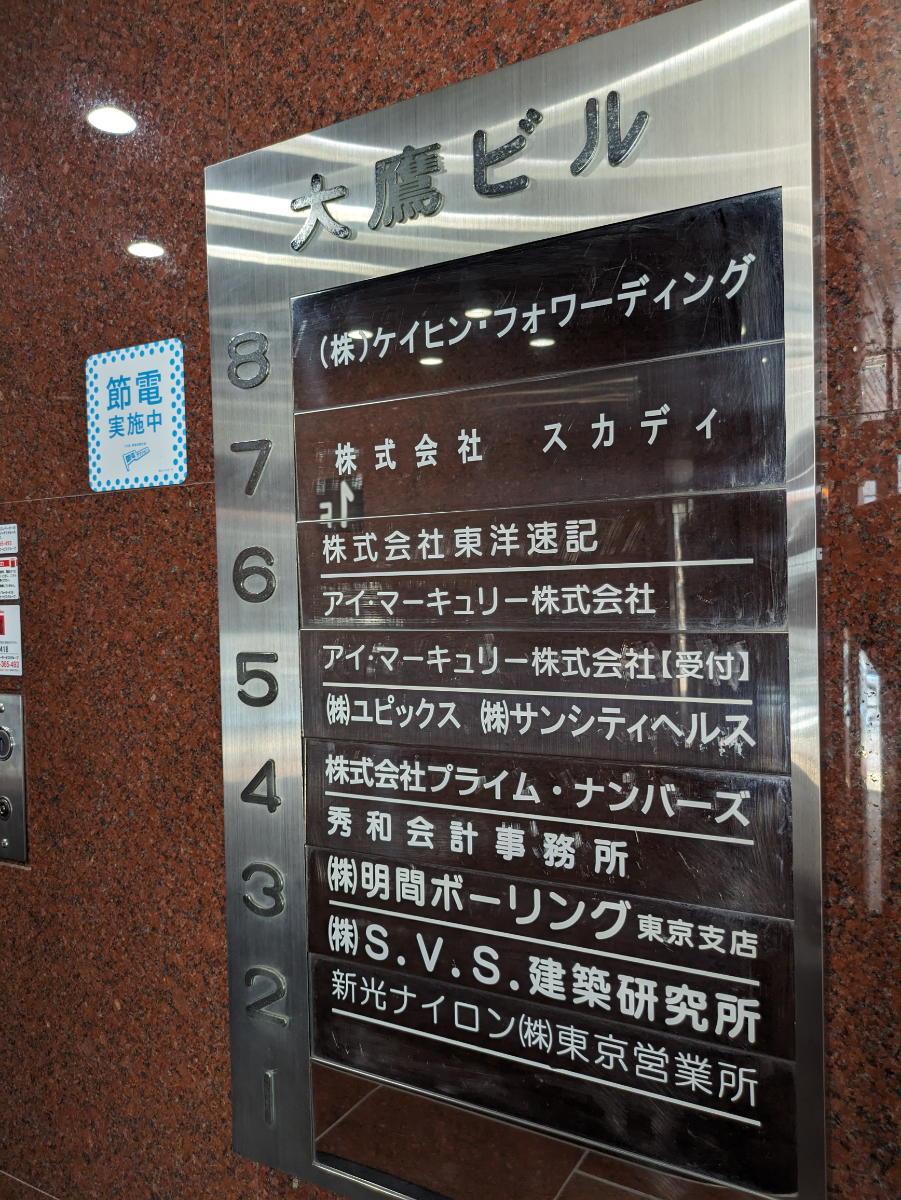 大鷹ビル
8
(株)ケイヒン・フォワーディング
7
株式会社 スカディ
1F
6
株式会社東洋速記
アイ・マーキュリー株式会社
5
アイ・マーキュリー株式会社【受付】
(株)ユピックス (株)サンシティヘルス
4
株式会社プライム・ナンバーズ
秀和会計事務所
3
(株)明間ボーリング 東京支店
(株)S.V.S.建築研究所
2
新光ナイロン(株)東京営業所
1
節電
実施中